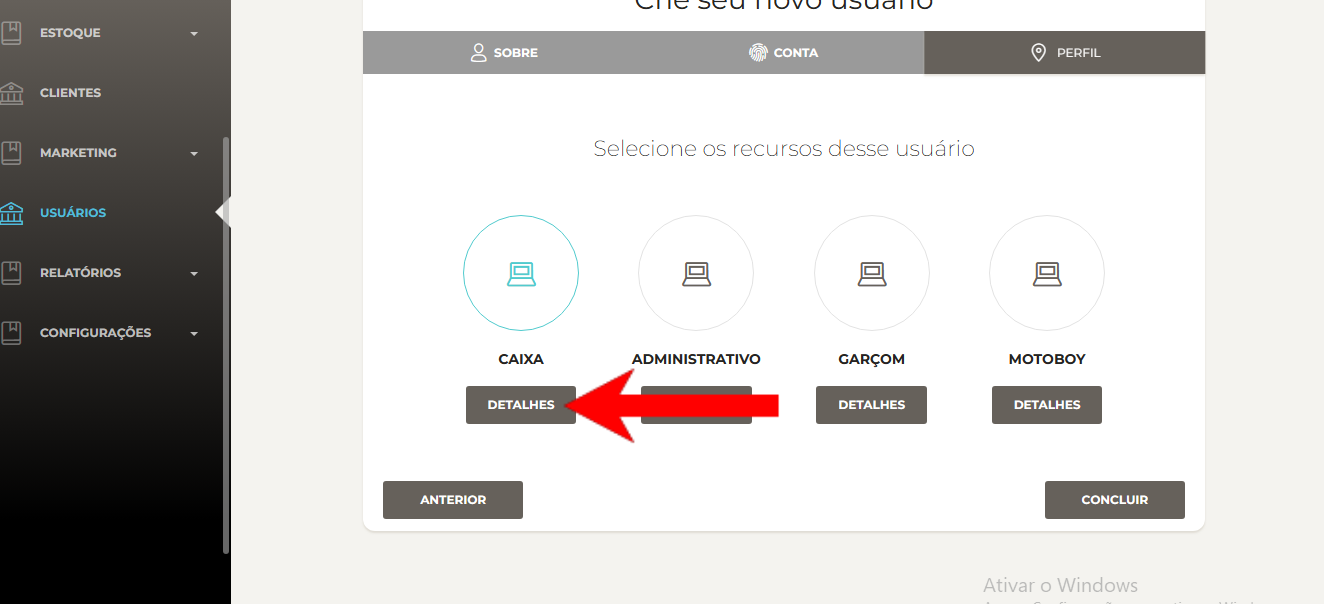 Crie seu novo usuário
ESTOQUE
SOBRE
CONTA
PERFIL
CLIENTES
MARKETING
Selecione os recursos desse usuário
USUÁRIOS
RELATÓRIOS
CONFIGURAÇÕES
CAIXA
ADMINISTRATIVO
GARÇOM
MOTOBOY
DETALHES
DETALHES
DETALHES
ANTERIOR
CONCLUIR
Ativar o Windows